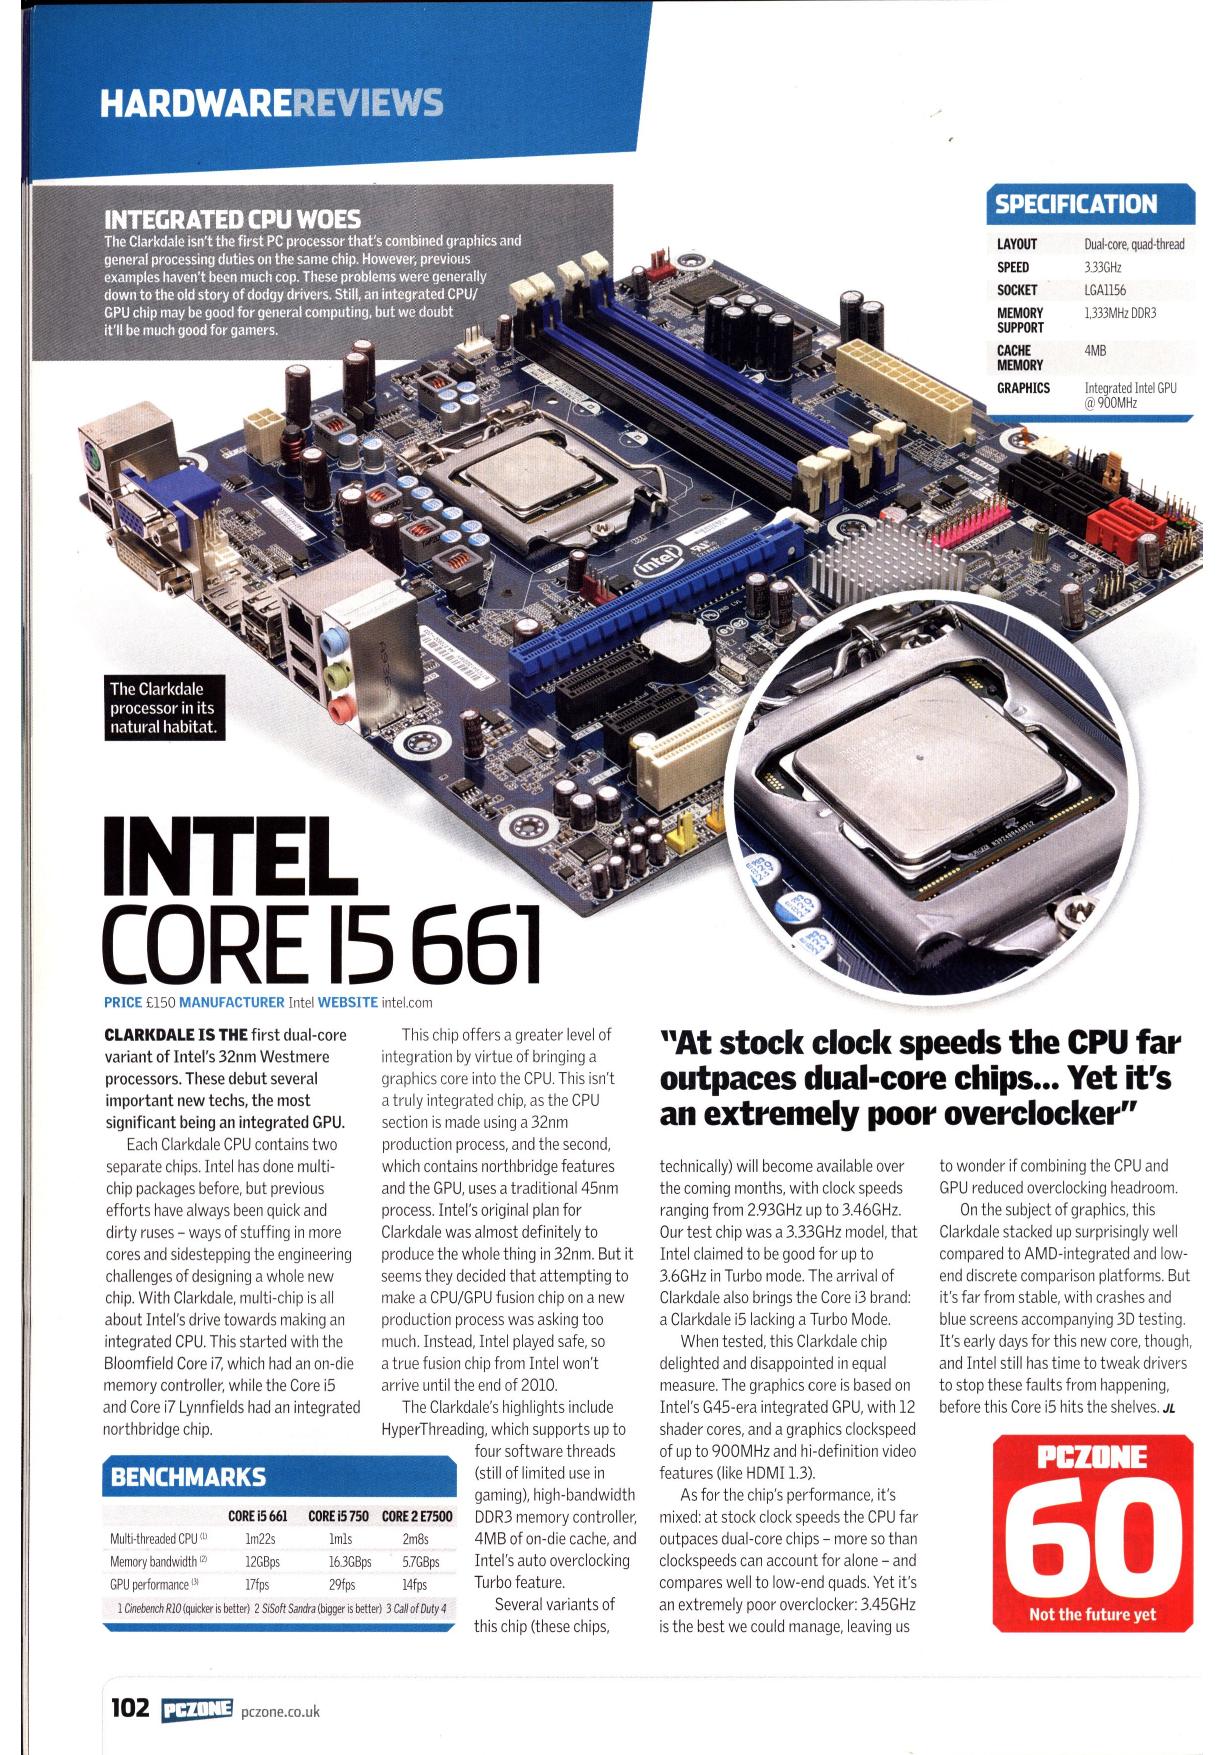 HARDWAREREVIEWS
INTEGRATED CPU WOES
The Clarkdale isn't the first PC processor that's combined graphics and
general processing duties on the same chip. However, previous
examples haven't been much cop. These problems were generally
down to the old story of dodgy drivers. Still, an integrated CPU/
GPU chip may be good for general computing, but we doubt
it'll be much good for gamers.
SPECIFICATION
LAYOUT Dual-core, quad-thread
SPEED 3.33GHz
SOCKET LGA1156
MEMORY 1,333MHz DDR3
SUPPORT
CACHE 4MB
MEMORY
GRAPHICS Integrated Intel GPU
@ 900MHz
intel
The Clarkdale
processor in its
natural habitat.
INTEL
CORE I5 661
PRICE £150 MANUFACTURER Intel WEBSITE intel.com
CLARKDALE IS THE first dual-core
variant of Intel's 32nm Westmere
processors. These debut several
important new techs, the most
significant being an integrated GPU.
Each Clarkdale CPU contains two
separate chips. Intel has done multi-
chip packages before, but previous
efforts have always been quick and
dirty ruses – ways of stuffing in more
cores and sidestepping the engineering
challenges of designing a whole new
chip. With Clarkdale, multi-chip is all
about Intel's drive towards making an
integrated CPU. This started with the
Bloomfield Core i7, which had an on-die
memory controller, while the Core i5
and Core i7 Lynnfields had an integrated
northbridge chip.
This chip offers a greater level of
integration by virtue of bringing a
graphics core into the CPU. This isn't
a truly integrated chip, as the CPU
section is made using a 32nm
production process, and the second,
which contains northbridge features
and the GPU, uses a traditional 45nm
process. Intel's original plan for
Clarkdale was almost definitely to
produce the whole thing in 32nm. But it
seems they decided that attempting to
make a CPU/GPU fusion chip on a new
production process was asking too
much. Instead, Intel played safe, so
a true fusion chip from Intel won't
arrive until the end of 2010.
The Clarkdale's highlights include
HyperThreading, which supports up to
four software threads
(still of limited use in
gaming), high-bandwidth
DDR3 memory controller,
4MB of on-die cache, and
Intel's auto overclocking
Turbo feature.
Several variants of
this chip (these chips,
"At stock clock speeds the CPU far
outpaces dual-core chips... Yet it's
an extremely poor overclocker"
technically) will become available over
the coming months, with clock speeds
ranging from 2.93GHz up to 3.46GHz.
Our test chip was a 3.33GHz model, that
Intel claimed to be good for up to
3.6GHz in Turbo mode. The arrival of
Clarkdale also brings the Core i3 brand:
a Clarkdale i5 lacking a Turbo Mode.
When tested, this Clarkdale chip
delighted and disappointed in equal
measure. The graphics core is based on
Intel's G45-era integrated GPU, with 12
shader cores, and a graphics clockspeed
of up to 900MHz and hi-definition video
features (like HDMI 1.3).
As for the chip's performance, it's
mixed: at stock clock speeds the CPU far
outpaces dual-core chips – more so than
clockspeeds can account for alone – and
compares well to low-end quads. Yet it's
an extremely poor overclocker: 3.45GHz
is the best we could manage, leaving us
to wonder if combining the CPU and
GPU reduced overclocking headroom.
On the subject of graphics, this
Clarkdale stacked up surprisingly well
compared to AMD-integrated and low-
end discrete comparison platforms. But
it's far from stable, with crashes and
blue screens accompanying 3D testing.
It's early days for this new core, though,
and Intel still has time to tweak drivers
to stop these faults from happening,
before this Core i5 hits the shelves. JL
BENCHMARKS
CORE i5 661 CORE i5 750 CORE 2 E7500
Multi-threaded CPU (1) 1m22s 1m1s 2m8s
Memory bandwidth (2) 12GBps 16.3GBps 5.7GBps
GPU performance (3) 17fps 29fps 14fps
1 Cinebench R10 (quicker is better) 2 SiSoft Sandra (bigger is better) 3 Call of Duty 4
PCZONE
60
Not the future yet
102 PCZONE pczone.co.uk